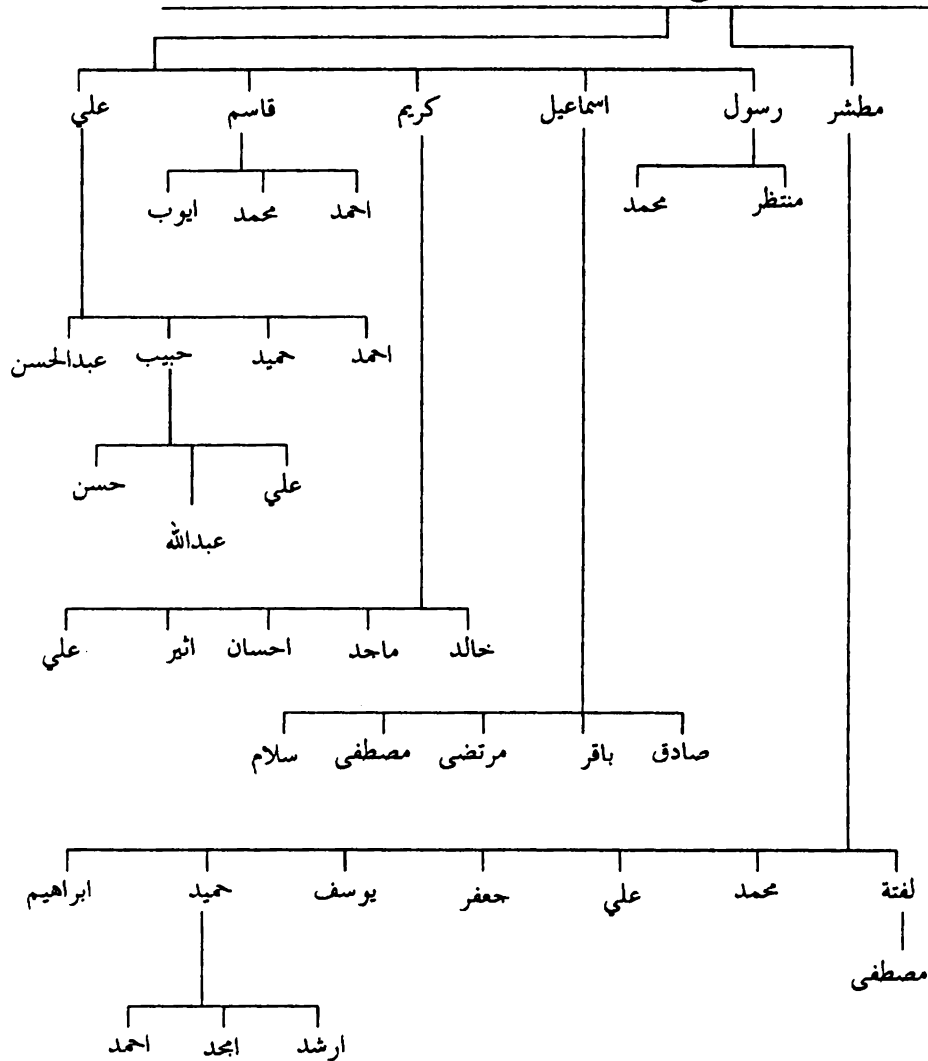 مطشر رسول اسماعيل كريم قاسم علي
منتظر محمد احمد محمد ايوب
احمد حميد حبيب عبدالحسن
علي حسن
عبدالله
خالد ماجد احسان اثير علي
صادق باقر مرتضى مصطفى سلام
لفتة محمد علي جعفر يوسف حميد ابراهيم
مصطفى
ارشد امجد احمد